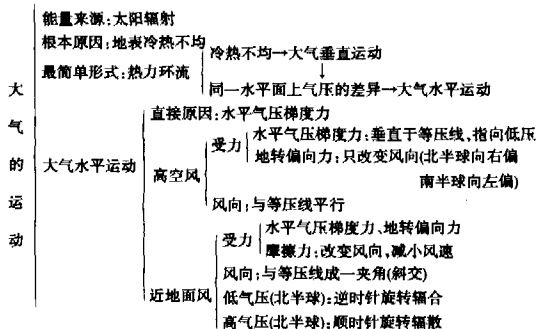 能量来源:太阳辐射
根本原因:地表冷热不均
最简单形式:热力环流
冷热不均→大气垂直运动
↓
同一水平面上气压的差异→大气水平运动
大气的运动
大气水平运动
直接原因:水平气压梯度力
高空风
受力
水平气压梯度力:垂直于等压线,指向低压
地转偏向力:只改变风向(北半球向右偏
南半球向左偏)
风向:与等压线平行
近地面风
受力
水平气压梯度力、地转偏向力
摩擦力:改变风向,减小风速
风向:与等压线成一夹角(斜交)
低气压(北半球):逆时针旋转辐合
高气压(北半球):顺时针旋转辐散